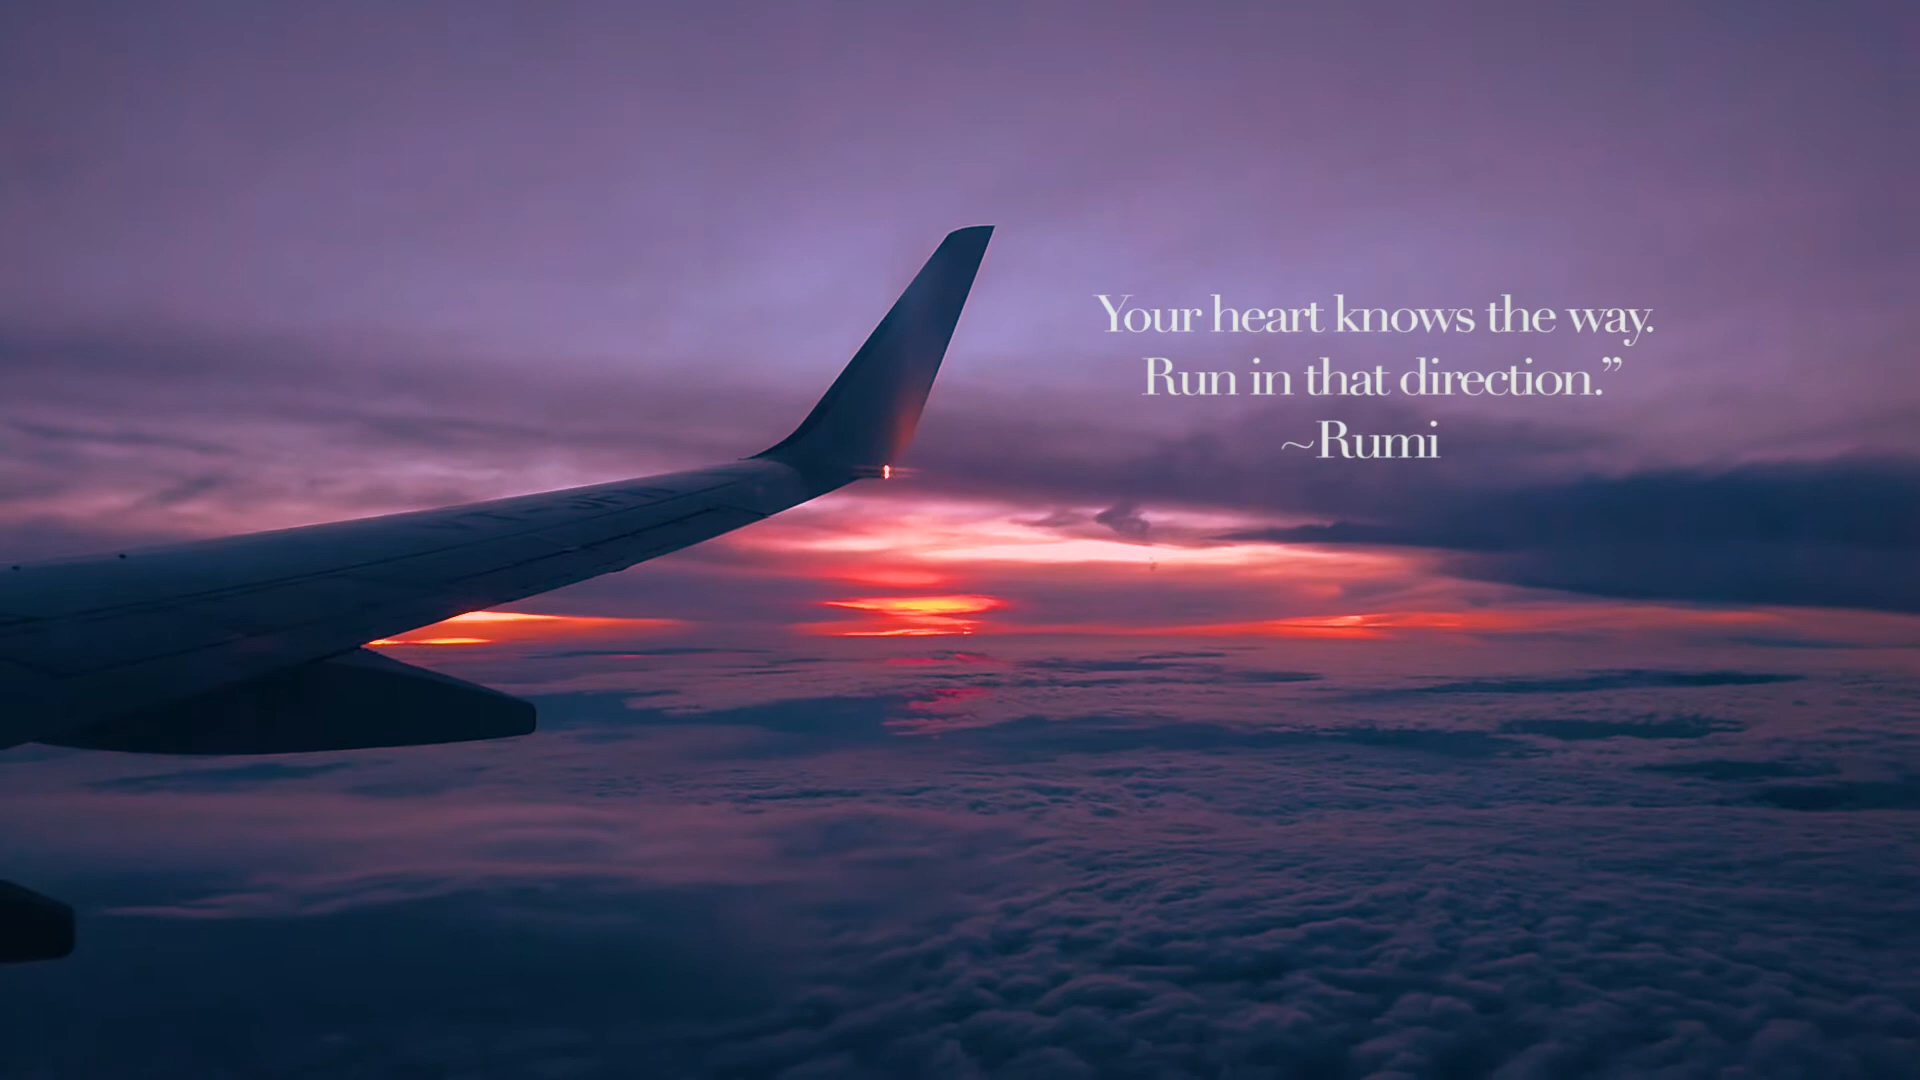 Your heart knows the way.
Run in that direction.”
~Rumi